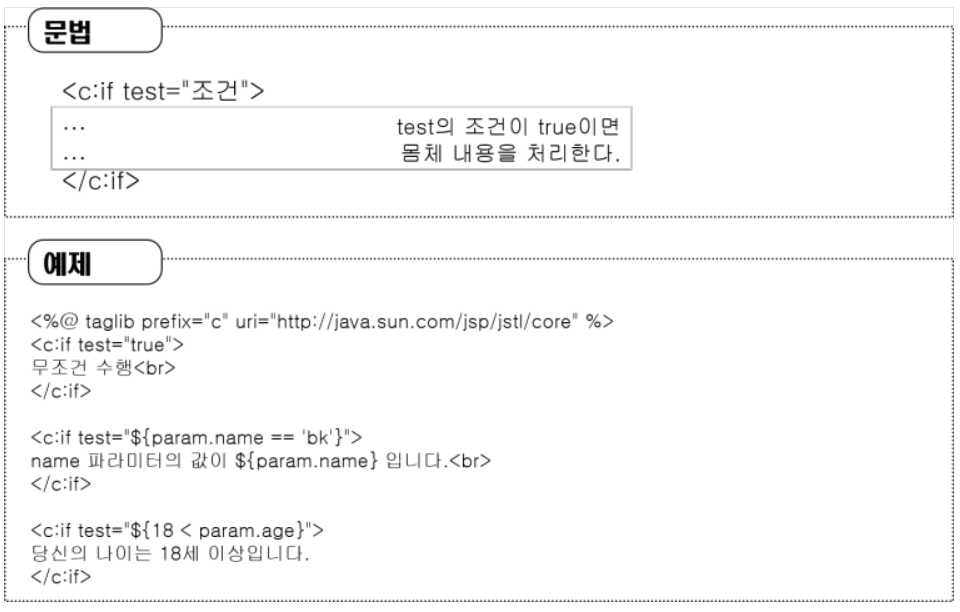 문법
<c:if test="조건">
... test의 조건이 true이면
... 몸체 내용을 처리한다.
</c:if>
예제
<%@ taglib prefix="c" uri="http://java.sun.com/jsp/jstl/core" %>
<c:if test="true">
무조건 수행<br>
</c:if>
<c:if test="${param.name == 'bk'}">
name 파라미터의 값이 ${param.name} 입니다.<br>
</c:if>
<c:if test="${18 < param.age}">
당신의 나이는 18세 이상입니다.
</c:if>